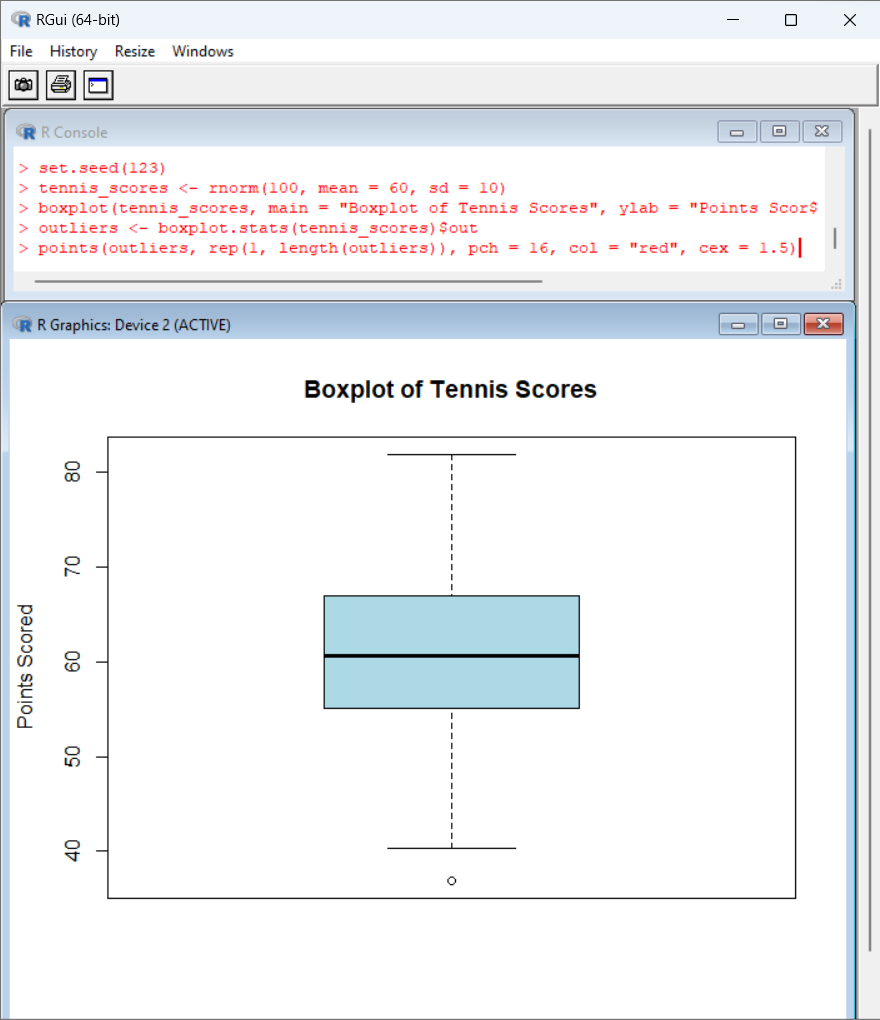 RGui (64-bit)
File History Resize Windows
R Console
> set.seed(123)
> tennis_scores <- rnorm(100, mean = 60, sd = 10)
> boxplot(tennis_scores, main = "Boxplot of Tennis Scores", ylab = "Points Scor$
> outliers <- boxplot.stats(tennis_scores)$out
> points(outliers, rep(1, length(outliers)), pch = 16, col = "red", cex = 1.5)
R Graphics: Device 2 (ACTIVE)
Boxplot of Tennis Scores
Points Scored
80
70
60
50
40